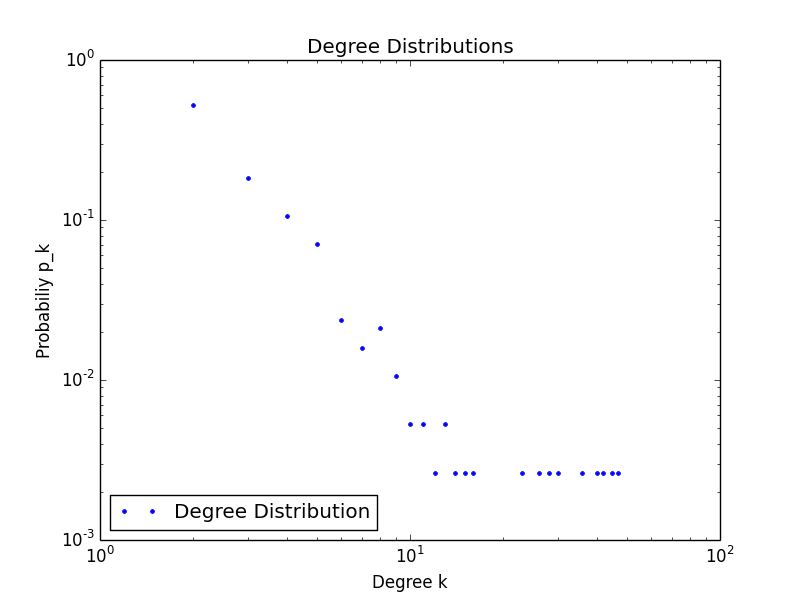 Degree Distributions
10^0
10^-1
10^-2
10^-3
Probabiliy p_k
Degree Distribution
10^0
10^1
10^2
Degree k